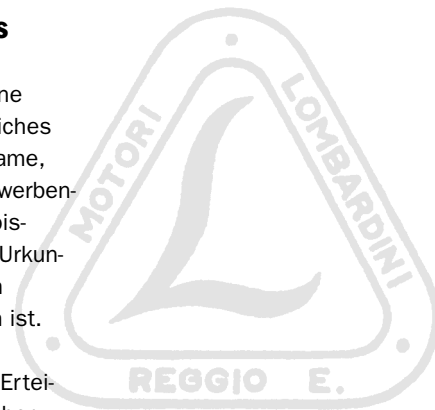 s
ne
iches
ame,
werben-
bis-
Urkun-
n
n ist.
Ertei-
MOTORI
LOMBARDINI
REGGIO E.